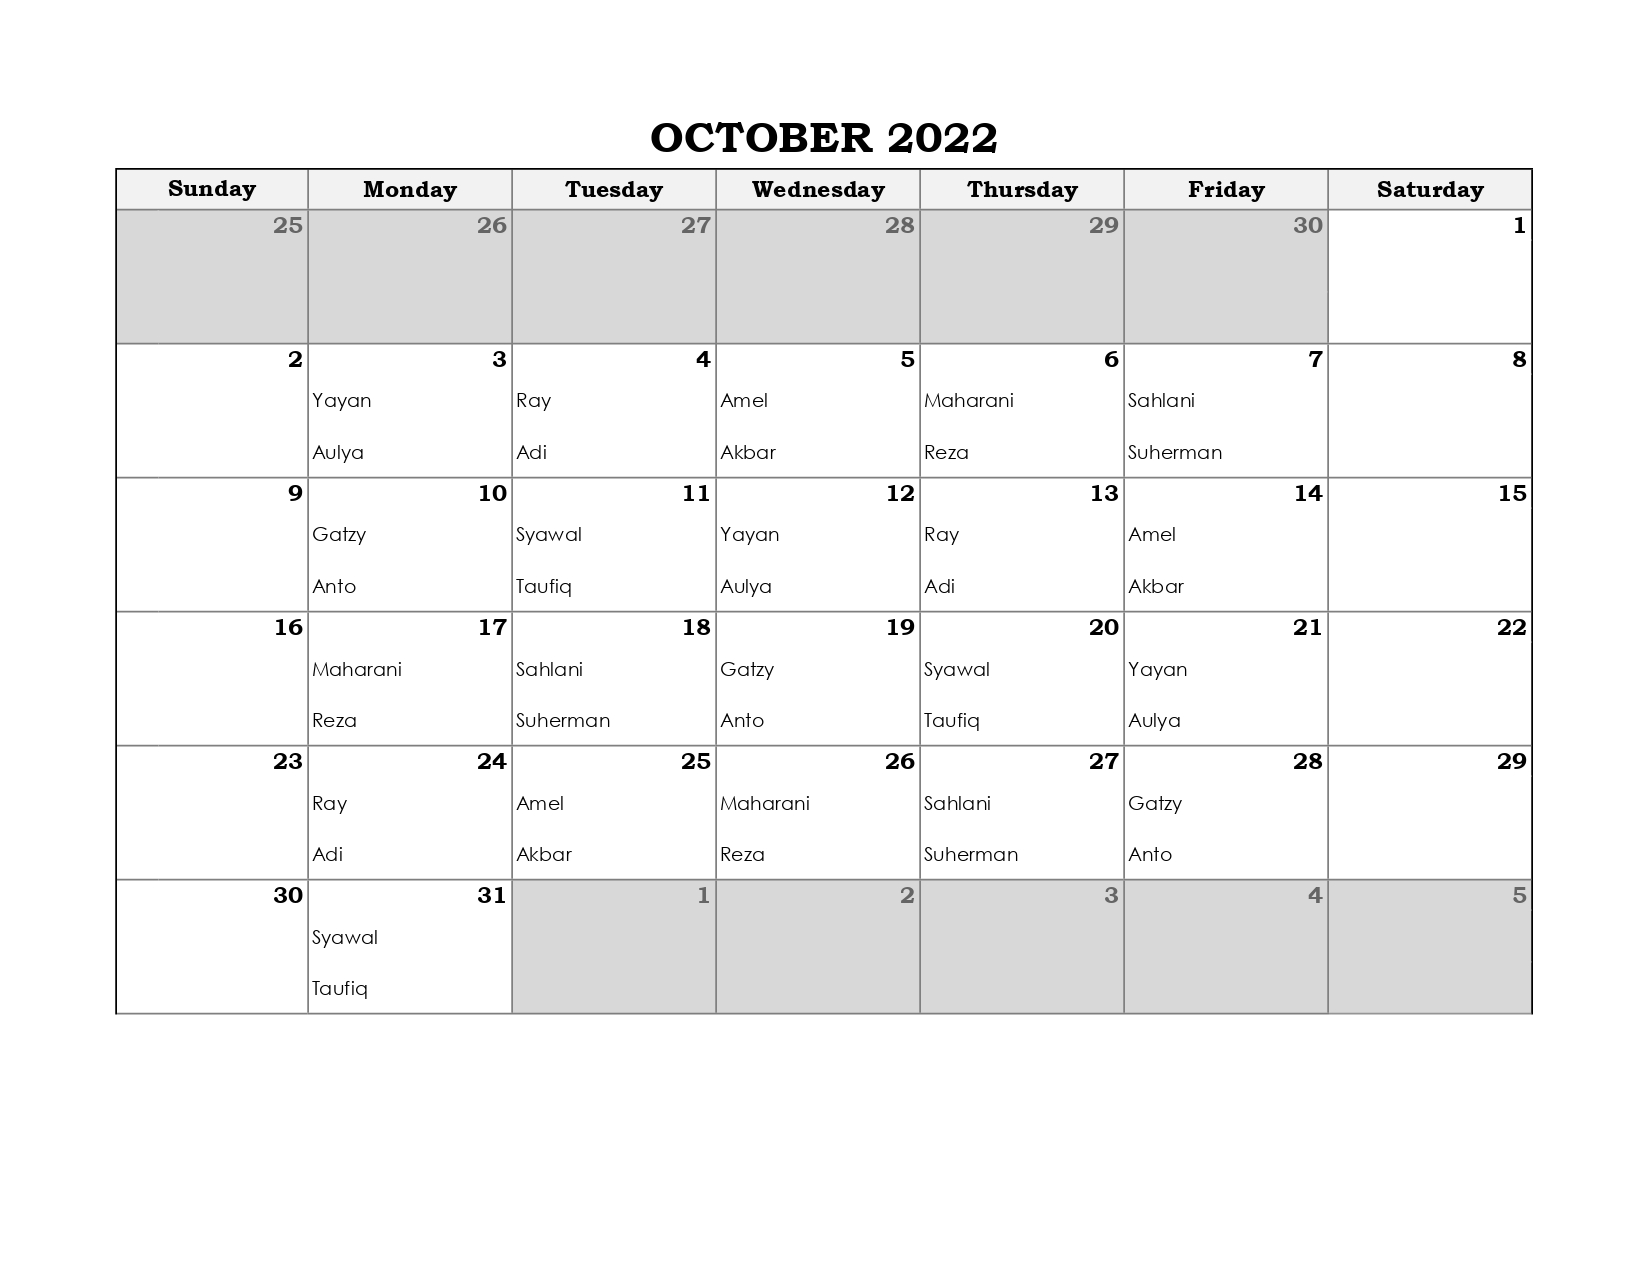 OCTOBER 2022
Sunday Monday Tuesday Wednesday Thursday Friday Saturday
25 26 27 28 29 30 1
2 3 4 5 6 7 8
Yayan Ray Amel Maharani Sahlani
Aulya Adi Akbar Reza Suherman
9 10 11 12 13 14 15
Gatzy Syawal Yayan Ray Amel
Anto Taufiq Aulya Adi Akbar
16 17 18 19 20 21 22
Maharani Sahlani Gatzy Syawal Yayan
Reza Suherman Anto Taufiq Aulya
23 24 25 26 27 28 29
Ray Amel Maharani Sahlani Gatzy
Adi Akbar Reza Suherman Anto
30 31 1 2 3 4 5
Syawal
Taufiq